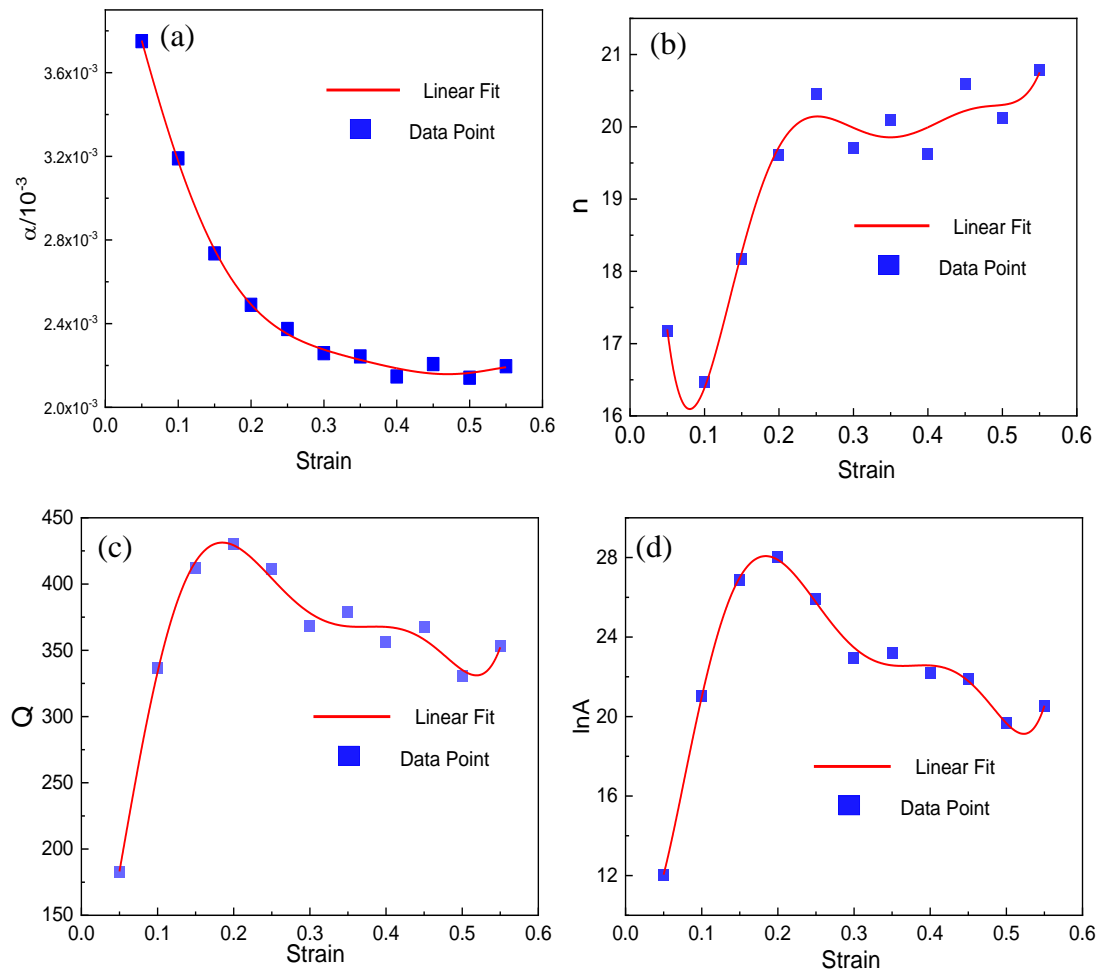 (a)
Linear Fit
Data Point
α/10⁻³
3.6x10⁻³
3.2x10⁻³
2.8x10⁻³
2.4x10⁻³
2.0x10⁻³
0.0 0.1 0.2 0.3 0.4 0.5 0.6
Strain
(b)
Linear Fit
Data Point
n
21
20
19
18
17
16
0.0 0.1 0.2 0.3 0.4 0.5 0.6
Strain
(c)
Linear Fit
Data Point
Q
450
400
350
300
250
200
150
0.0 0.1 0.2 0.3 0.4 0.5 0.6
Strain
(d)
Linear Fit
Data Point
lnA
28
24
20
16
12
0.0 0.1 0.2 0.3 0.4 0.5 0.6
Strain